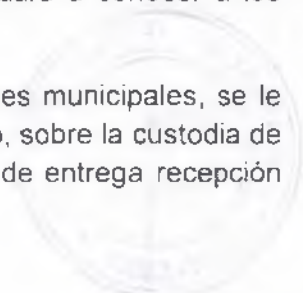 es municipales, se le
o, sobre la custodia de
de entrega recepción